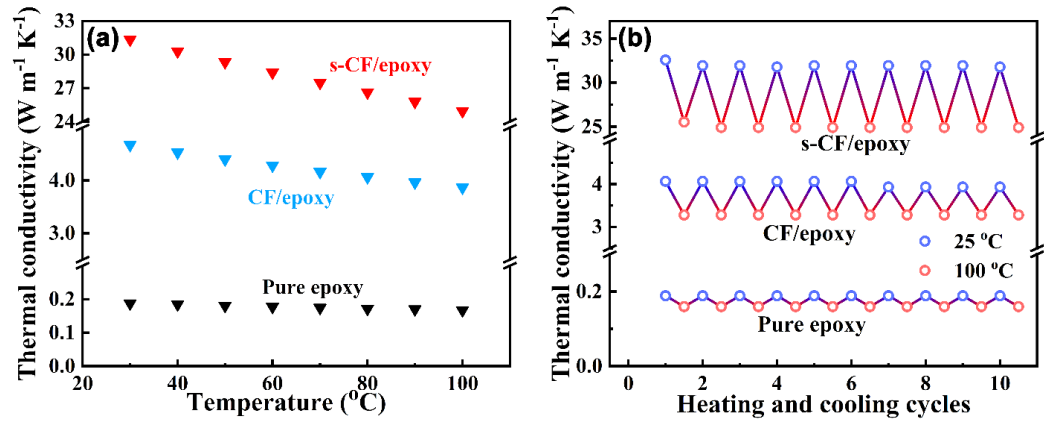 (a)
Thermal conductivity (W m⁻¹ K⁻¹)
33
30
27
24
4.0
3.0
0.2
0.1
0.0
s-CF/epoxy
CF/epoxy
Pure epoxy
20 40 60 80 100
Temperature (°C)
(b)
Thermal conductivity (W m⁻¹ K⁻¹)
35
30
25
4
3
0.2
0.0
s-CF/epoxy
CF/epoxy
25 °C
100 °C
Pure epoxy
0 2 4 6 8 10
Heating and cooling cycles